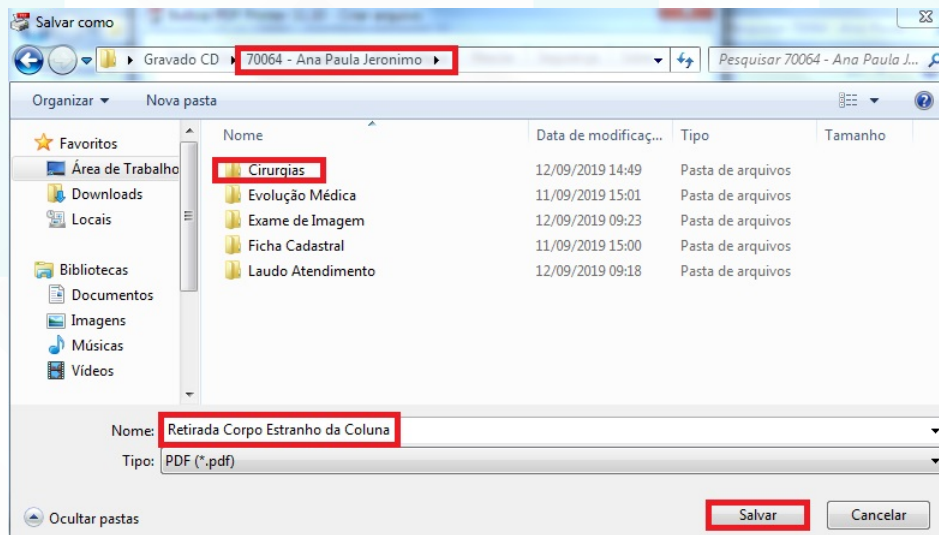 Salvar como
Gravado CD ▸ 70064 - Ana Paula Jeronimo ▸ Pesquisar 70064 - Ana Paula J...
Organizar Nova pasta
Favoritos
Área de Trabalho
Downloads
Locais
Bibliotecas
Documentos
Imagens
Músicas
Vídeos
Nome Data de modificaç... Tipo Tamanho
Cirurgias 12/09/2019 14:49 Pasta de arquivos
Evolução Médica 11/09/2019 15:01 Pasta de arquivos
Exame de Imagem 12/09/2019 09:23 Pasta de arquivos
Ficha Cadastral 11/09/2019 15:00 Pasta de arquivos
Laudo Atendimento 12/09/2019 09:18 Pasta de arquivos
Nome: Retirada Corpo Estranho da Coluna
Tipo: PDF (*.pdf)
Ocultar pastas Salvar Cancelar